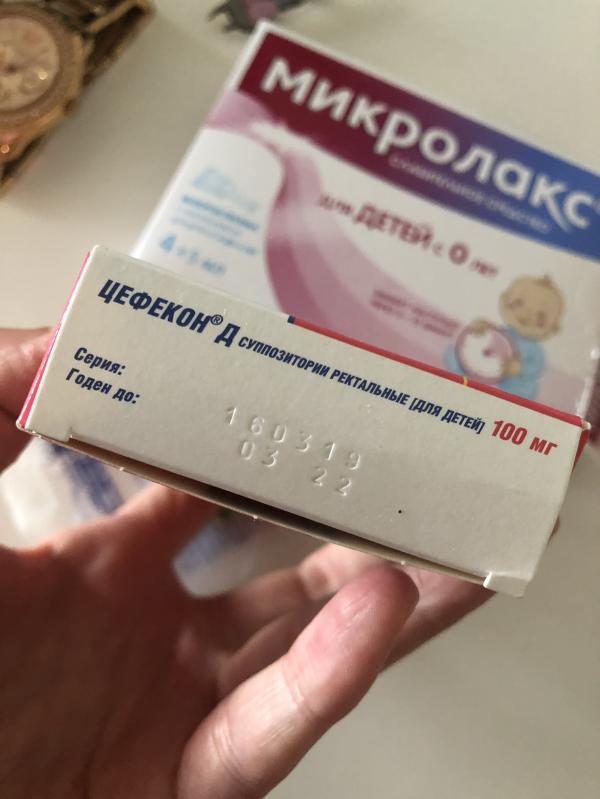 микролакс®
для ДЕТЕЙ с 0 лет
4 × 5 мл
ЦЕФЕКОН® Д СУППОЗИТОРИИ РЕКТАЛЬНЫЕ [ДЛЯ ДЕТЕЙ] 100 мг
Серия:
Годен до:
160319
03 22